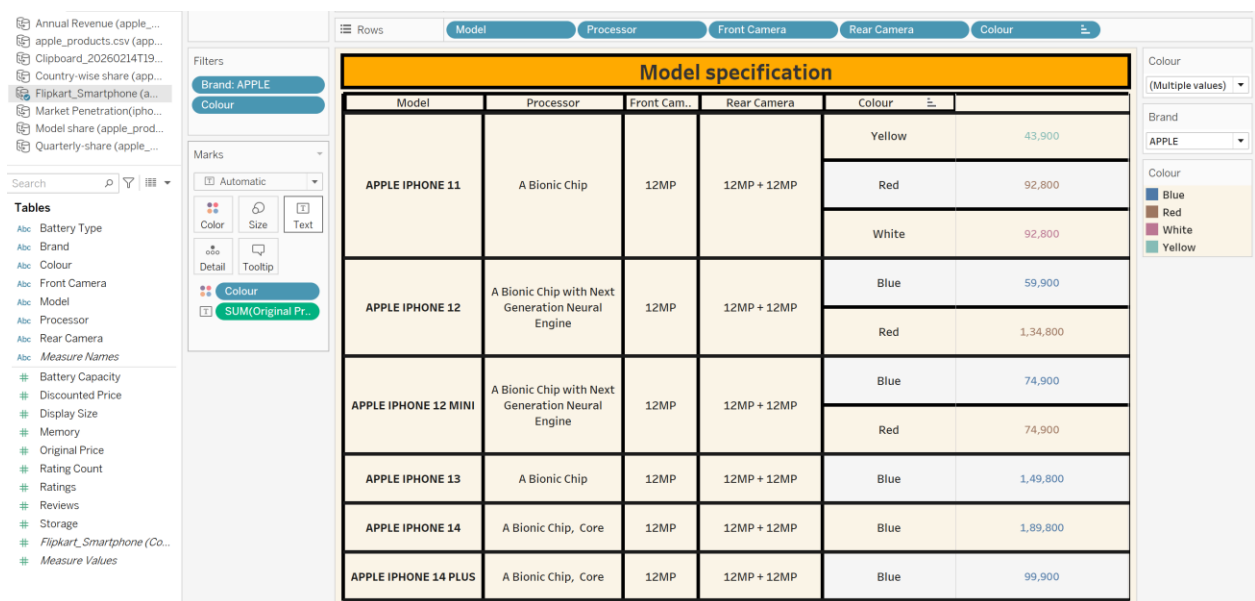 Annual Revenue (apple_...
apple_products.csv (app...
Clipboard_20260214T19...
Country-wise share (app...
Flipkart_Smartphone (a...
Market Penetration(ipho...
Model share (apple_prod...
Quarterly-share (apple_...
Search
Tables
Abc Battery Type
Abc Brand
Abc Colour
Abc Front Camera
Abc Model
Abc Processor
Abc Rear Camera
Abc Measure Names
# Battery Capacity
# Discounted Price
# Display Size
# Memory
# Original Price
# Rating Count
# Ratings
# Reviews
# Storage
# Flipkart_Smartphone (Co...
# Measure Values
Filters
Brand: APPLE
Colour
Marks
T Automatic
Color Size T Text
Detail Tooltip
Colour
T SUM(Original Pr..
Rows Model Processor Front Camera Rear Camera Colour
Model specification
Model Processor Front Cam.. Rear Camera Colour
APPLE IPHONE 11 A Bionic Chip 12MP 12MP + 12MP
Yellow 43,900
Red 92,800
White 92,800
APPLE IPHONE 12 A Bionic Chip with Next
Generation Neural
Engine
12MP 12MP + 12MP
Blue 59,900
Red 1,34,800
APPLE IPHONE 12 MINI A Bionic Chip with Next
Generation Neural
Engine
12MP 12MP + 12MP
Blue 74,900
Red 74,900
APPLE IPHONE 13 A Bionic Chip 12MP 12MP + 12MP Blue 1,49,800
APPLE IPHONE 14 A Bionic Chip, Core 12MP 12MP + 12MP Blue 1,89,800
APPLE IPHONE 14 PLUS A Bionic Chip, Core 12MP 12MP + 12MP Blue 99,900
Colour
(Multiple values)
Brand
APPLE
Colour
Blue
Red
White
Yellow